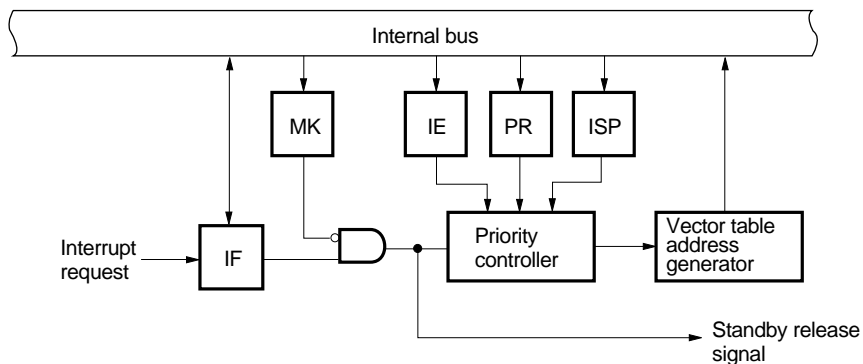 Internal bus
MK
IE
PR
ISP
Interrupt
request
IF
Priority
controller
Vector table
address
generator
Standby release
signal